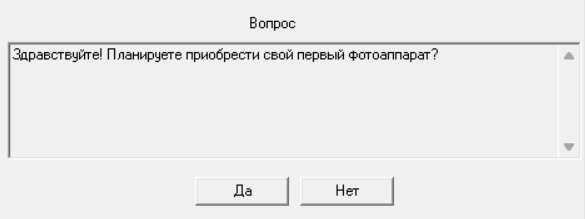 Вопрос
Здравствуйте! Планируете приобрести свой первый фотоаппарат?
Да
Нет